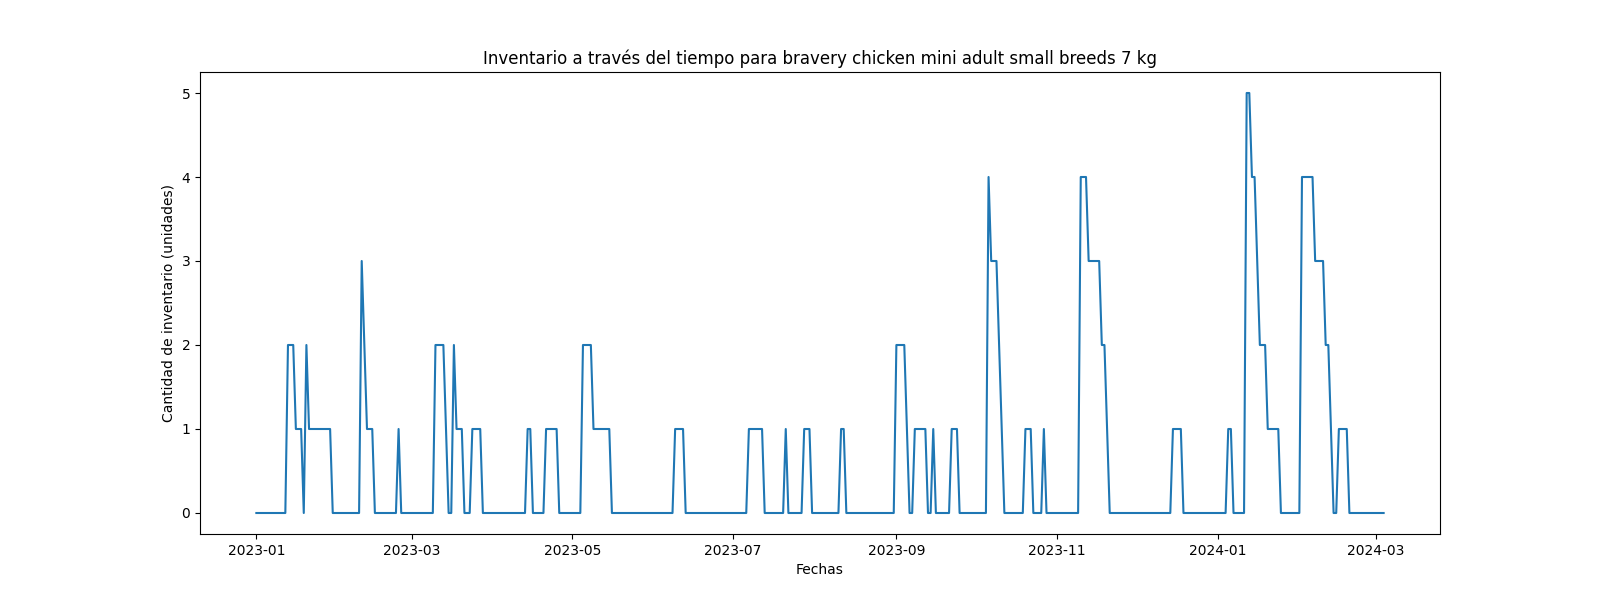 Inventario a través del tiempo para bravery chicken mini adult small breeds 7 kg
Cantidad de inventario (unidades)
5
4
3
2
1
0
2023-01 2023-03 2023-05 2023-07 2023-09 2023-11 2024-01 2024-03
Fechas